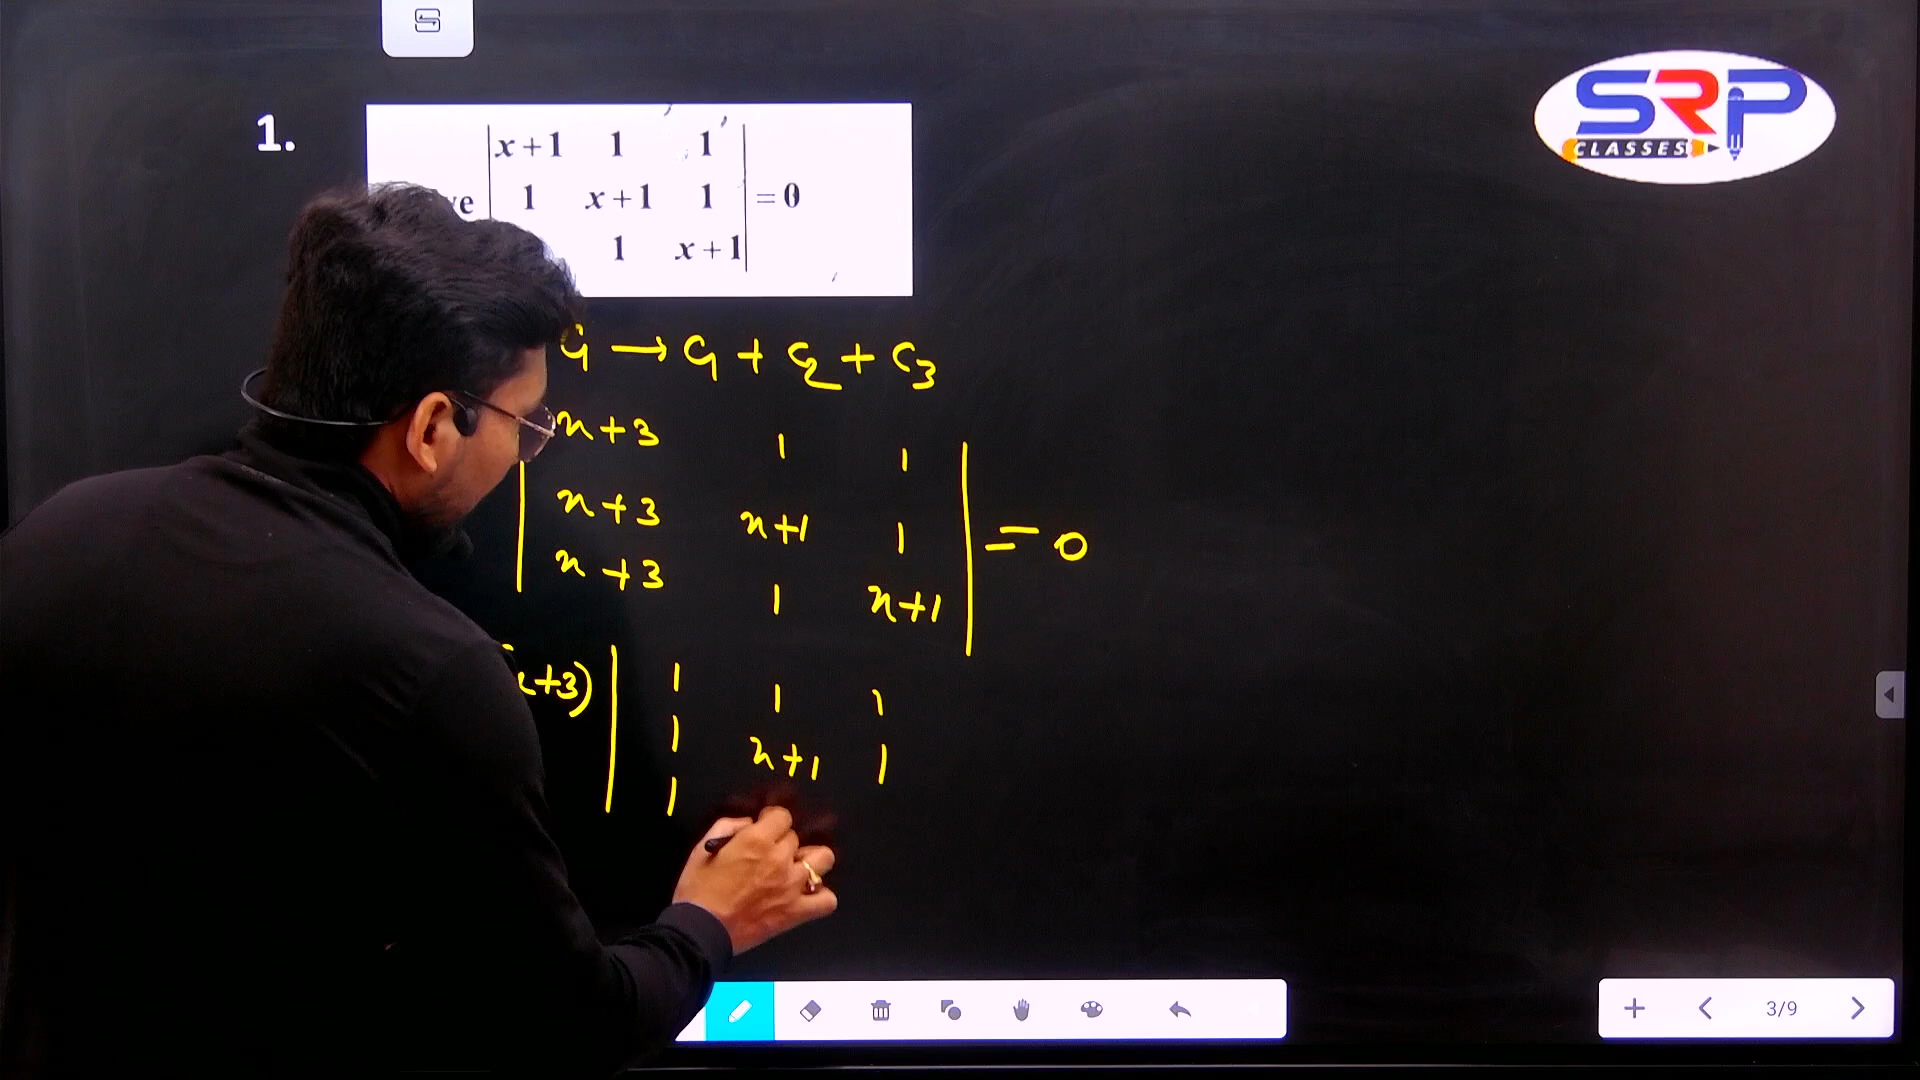 SRP
CLASSES
1.
x+1 1 1
1 x+1 1 = 0
1 x+1
C1 → C1 + C2 + C3
x+3 1 1
x+3 x+1 1 = 0
x+3 1 x+1
x+3) 1 1 1
1 x+1 1
1
3/9